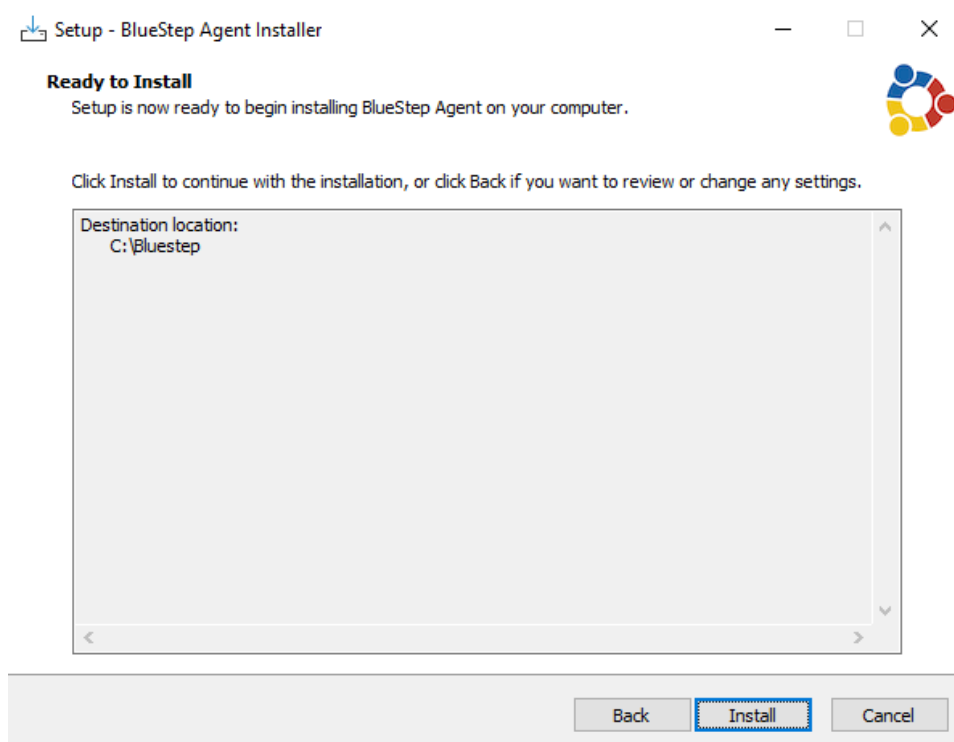 Setup - BlueStep Agent Installer
Ready to Install
Setup is now ready to begin installing BlueStep Agent on your computer.
Click Install to continue with the installation, or click Back if you want to review or change any settings.
Destination location:
C:\Bluestep
Back Install Cancel